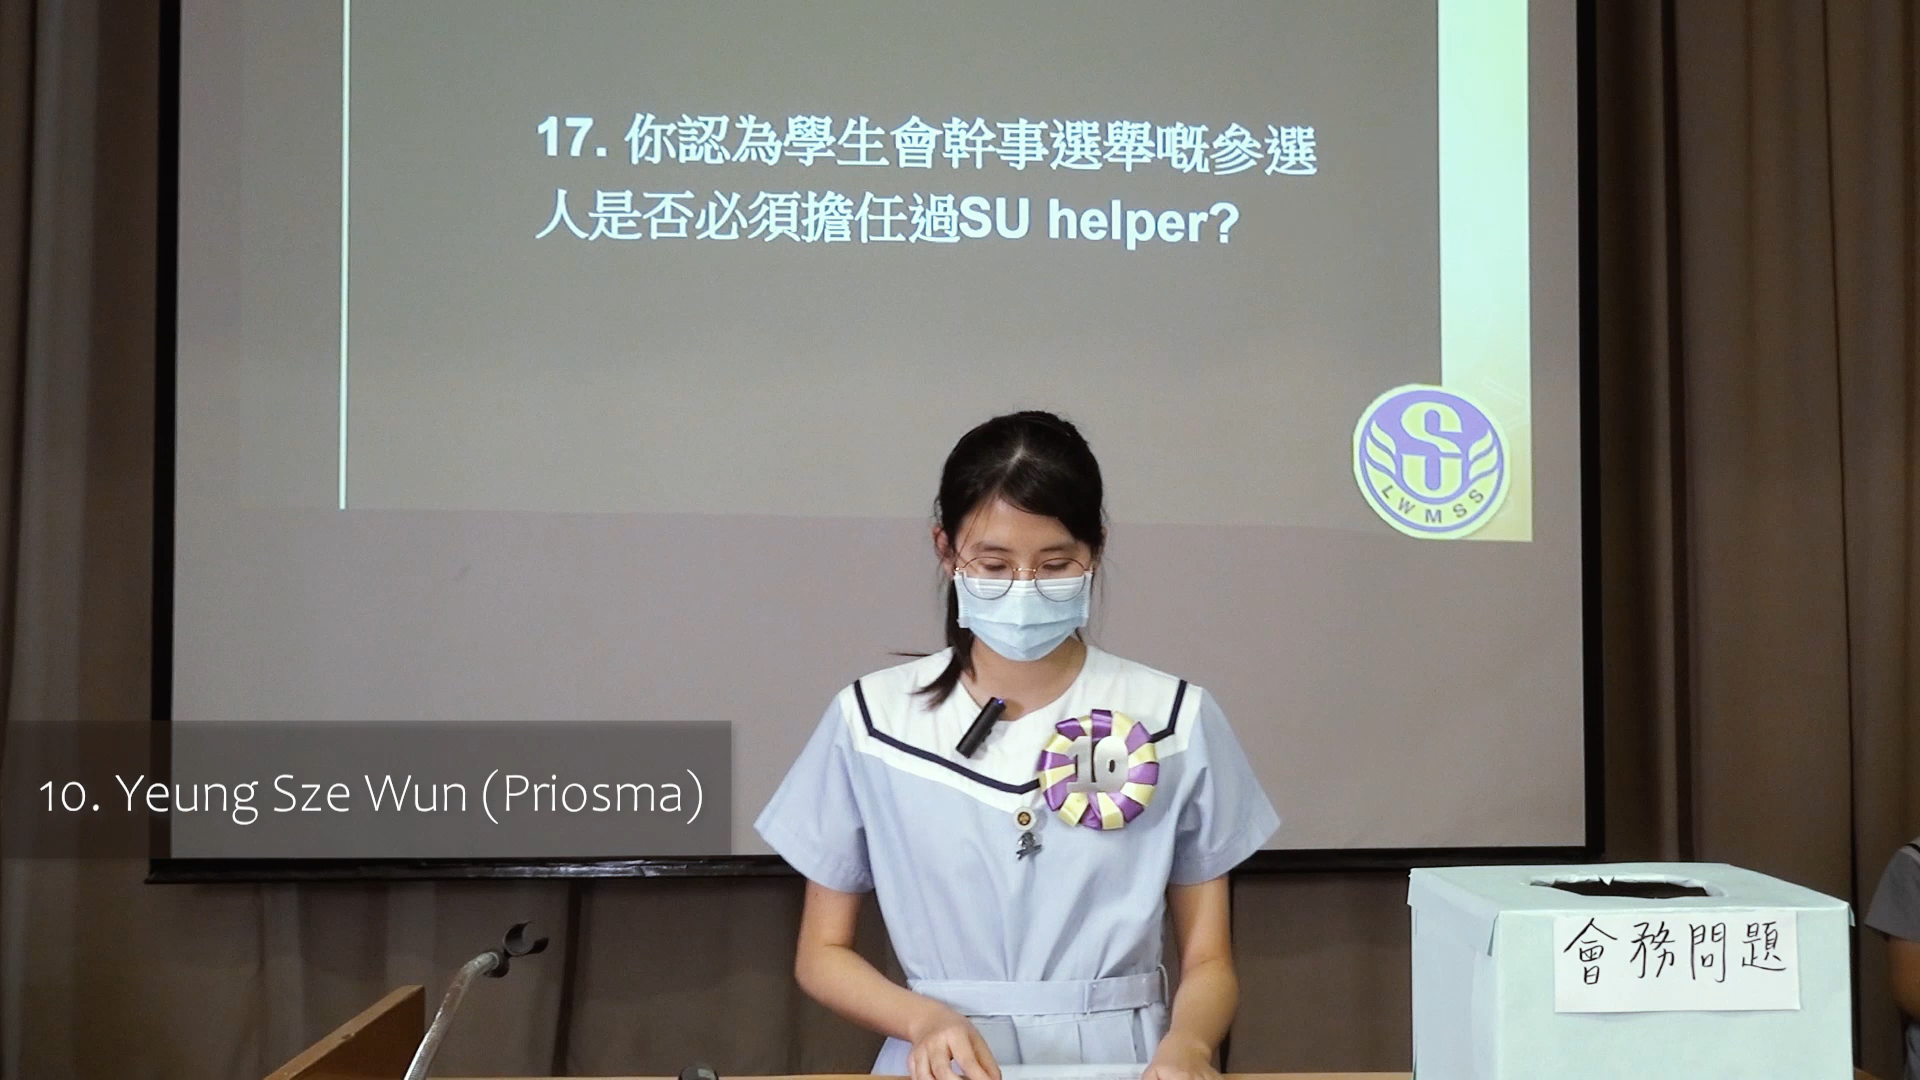 17. 你認為學生會幹事選舉嘅參選
人是否必須擔任過SU helper?
SU
LWMSS
10
10. Yeung Sze Wun (Priosma)
會務問題